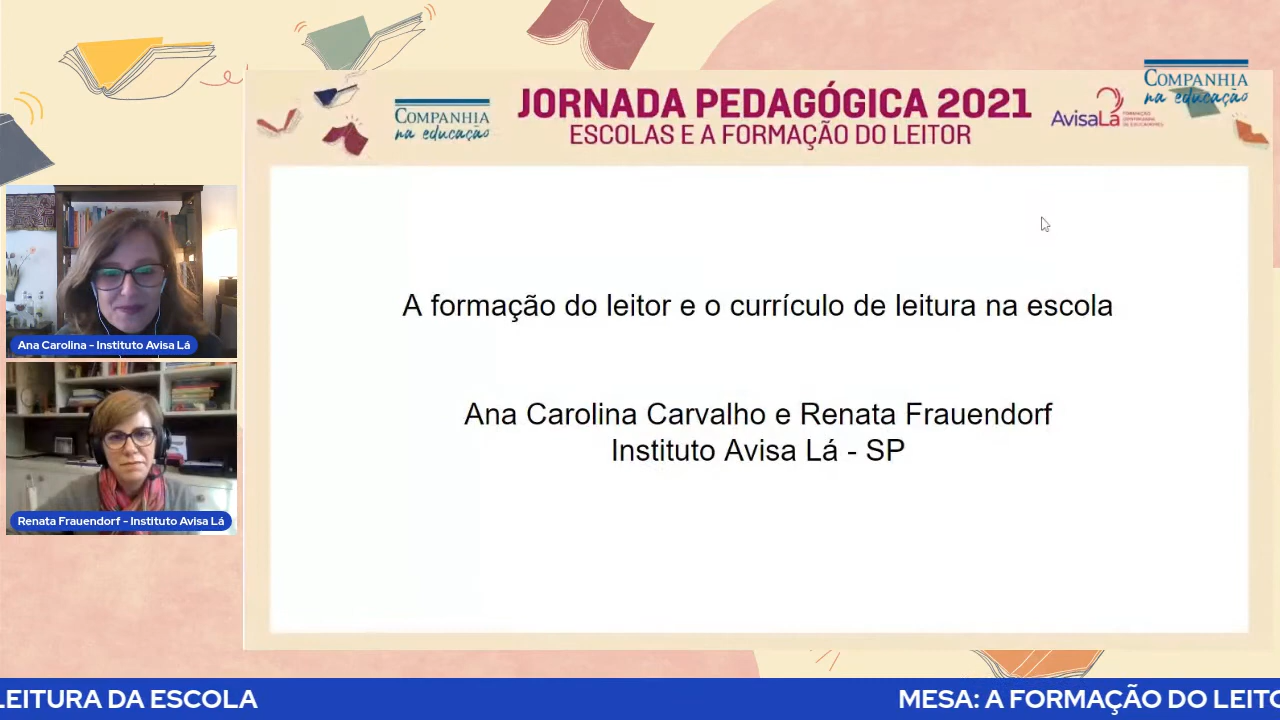 COMPANHIA
na educação
JORNADA PEDAGÓGICA 2021
ESCOLAS E A FORMAÇÃO DO LEITOR
AvisaLá
COMPANHIA
na educação
A formação do leitor e o currículo de leitura na escola
Ana Carolina Carvalho e Renata Frauendorf
Instituto Avisa Lá - SP
Ana Carolina - Instituto Avisa Lá
Renata Frauendorf - Instituto Avisa Lá
LEITURA DA ESCOLA
MESA: A FORMAÇÃO DO LEITO